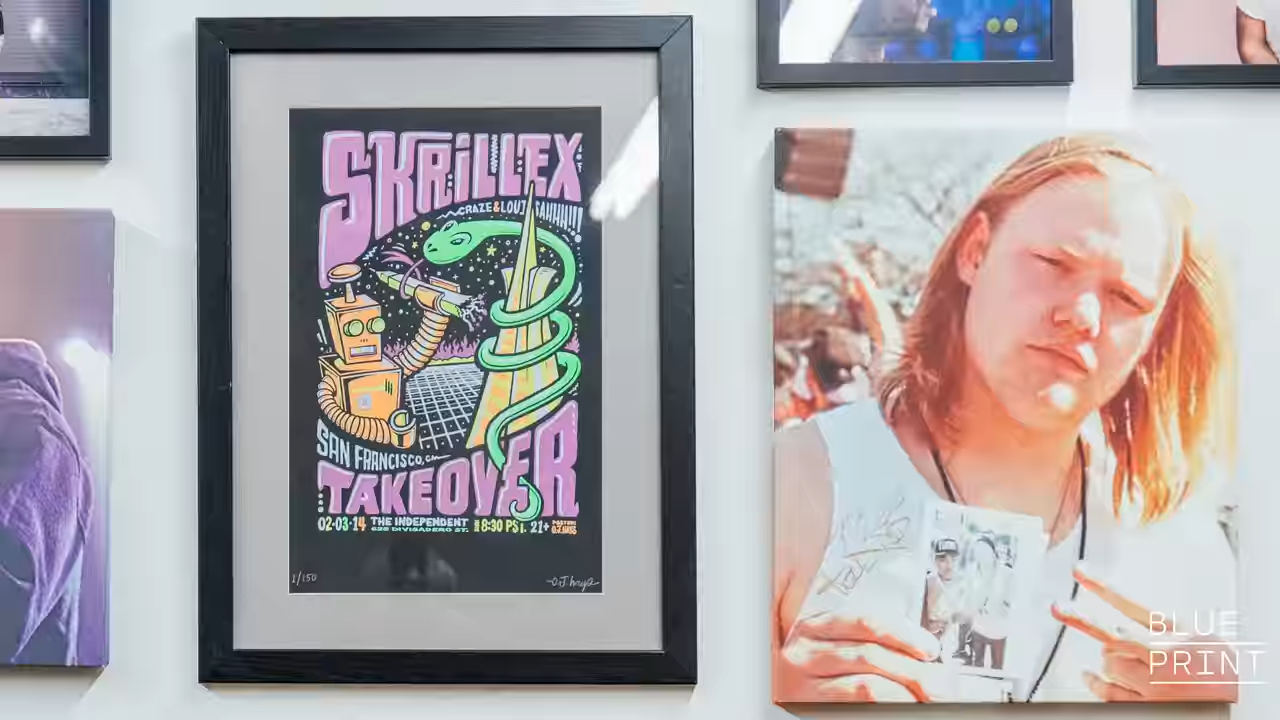 SKRiLLEX
CRAZE & LOUISAHHH!!!
SAN FRANCISCO, CA
TAKEOVER
02·03·14 THE INDEPENDENT 8:30 PST. 21+
628 DIVISADERO ST.
1/150
BLUE
PRINT